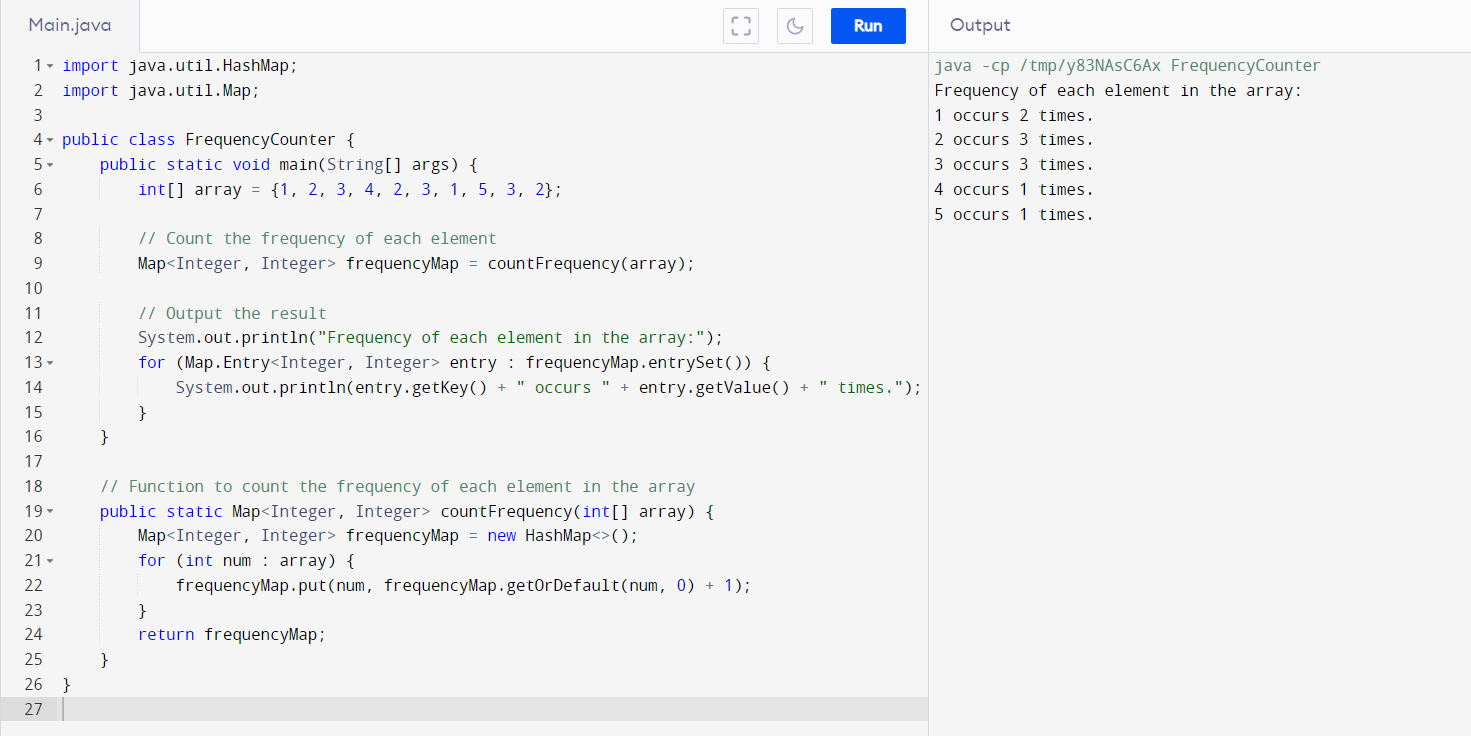 Main.java
Run
Output
1 import java.util.HashMap;
2 import java.util.Map;
3
4 public class FrequencyCounter {
5     public static void main(String[] args) {
6         int[] array = {1, 2, 3, 4, 2, 3, 1, 5, 3, 2};
7
8         // Count the frequency of each element
9         Map<Integer, Integer> frequencyMap = countFrequency(array);
10
11         // Output the result
12         System.out.println("Frequency of each element in the array:");
13         for (Map.Entry<Integer, Integer> entry : frequencyMap.entrySet()) {
14             System.out.println(entry.getKey() + " occurs " + entry.getValue() + " times.");
15         }
16     }
17
18     // Function to count the frequency of each element in the array
19     public static Map<Integer, Integer> countFrequency(int[] array) {
20         Map<Integer, Integer> frequencyMap = new HashMap<>();
21         for (int num : array) {
22             frequencyMap.put(num, frequencyMap.getOrDefault(num, 0) + 1);
23         }
24         return frequencyMap;
25     }
26 }
27
java -cp /tmp/y83NAsC6Ax FrequencyCounter
Frequency of each element in the array:
1 occurs 2 times.
2 occurs 3 times.
3 occurs 3 times.
4 occurs 1 times.
5 occurs 1 times.